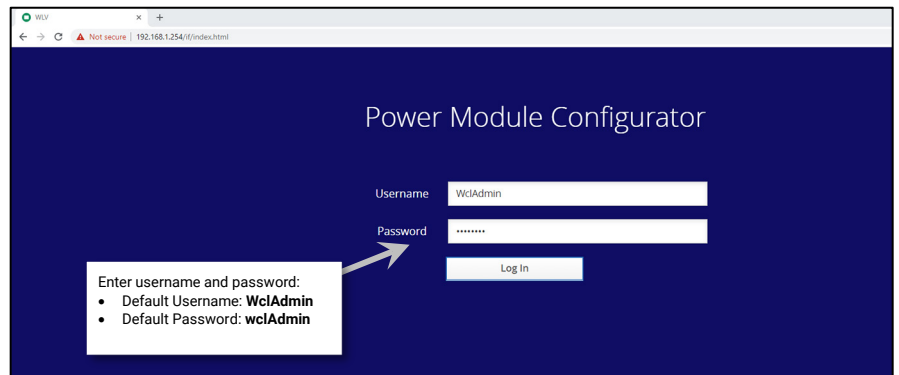 WLV
Not secure | 192.168.1.254/if/index.html
Power Module Configurator
Username WclAdmin
Password ••••••••
Log In
Enter username and password:
• Default Username: WclAdmin
• Default Password: wclAdmin